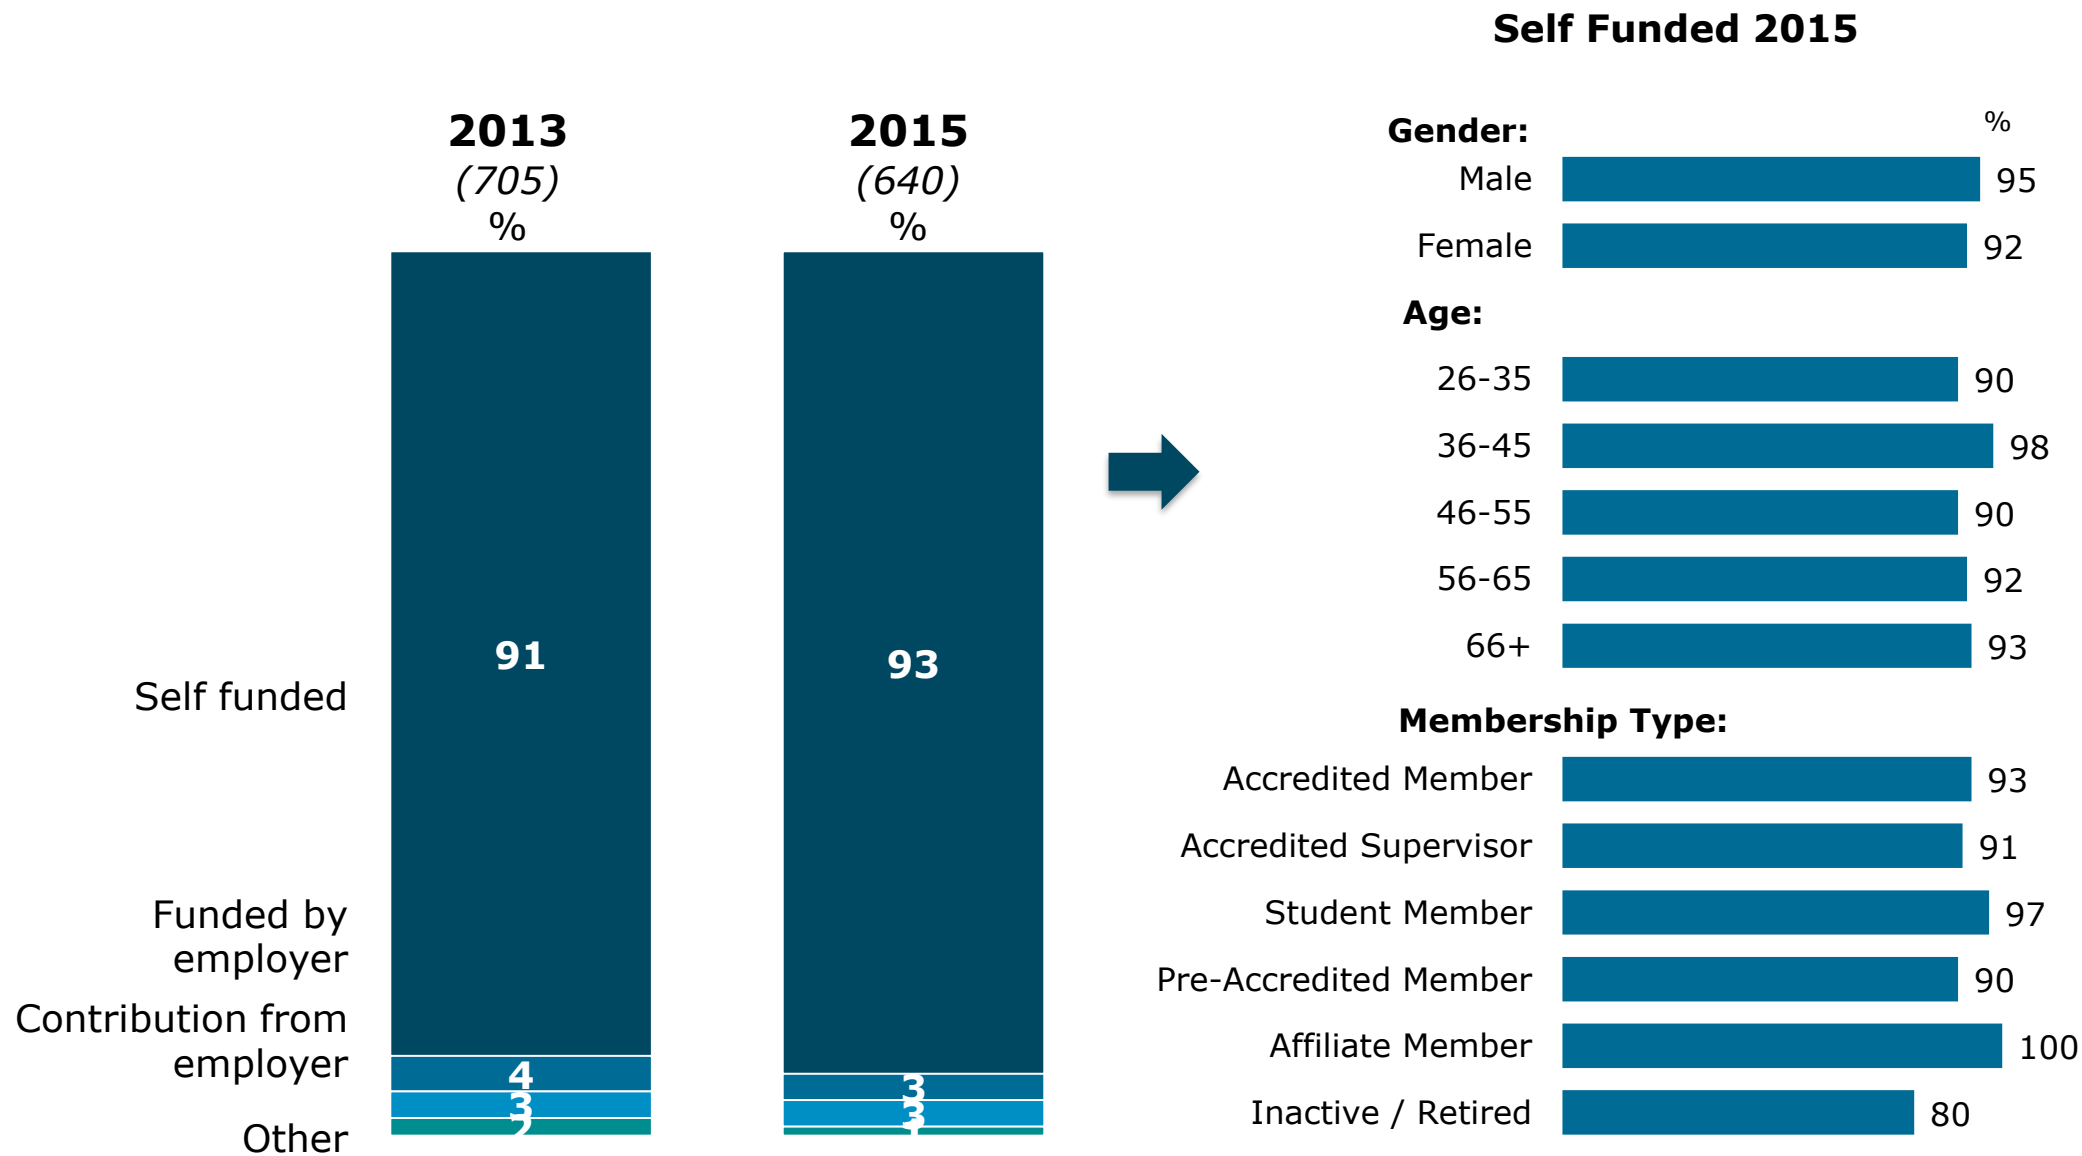 Self Funded 2015
2013
(705)
%
2015
(640)
%
Self funded
Funded by
employer
Contribution from
employer
Other
91
4
3
2
93
3
3
1
%
Gender:
Male 95
Female 92
Age:
26-35 90
36-45 98
46-55 90
56-65 92
66+ 93
Membership Type:
Accredited Member 93
Accredited Supervisor 91
Student Member 97
Pre-Accredited Member 90
Affiliate Member 100
Inactive / Retired 80